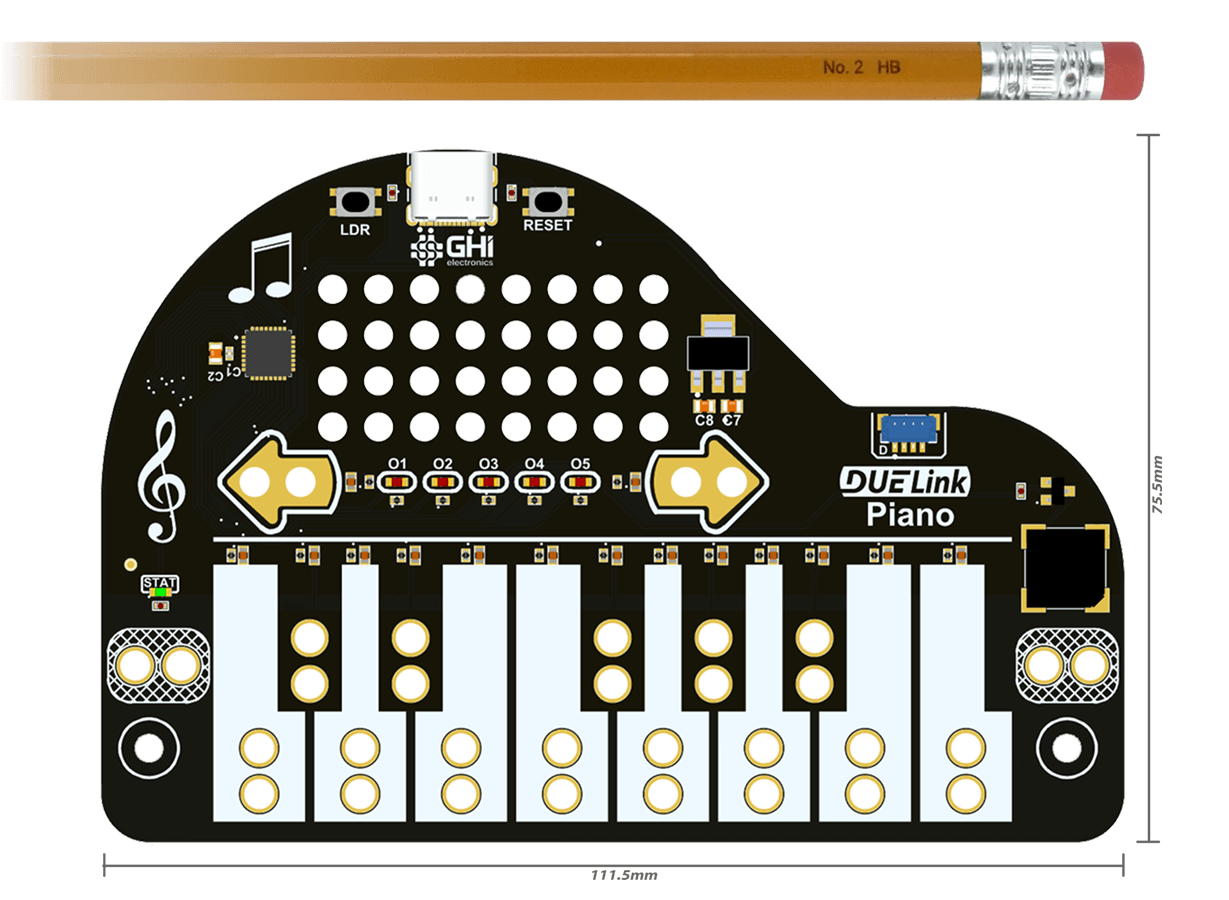 No. 2 HB
LDR
RESET
GHI
electronics
C2
C1
C8 C7
D
O1 O2 O3 O4 O5
DUELink
Piano
STAT
75.5mm
111.5mm